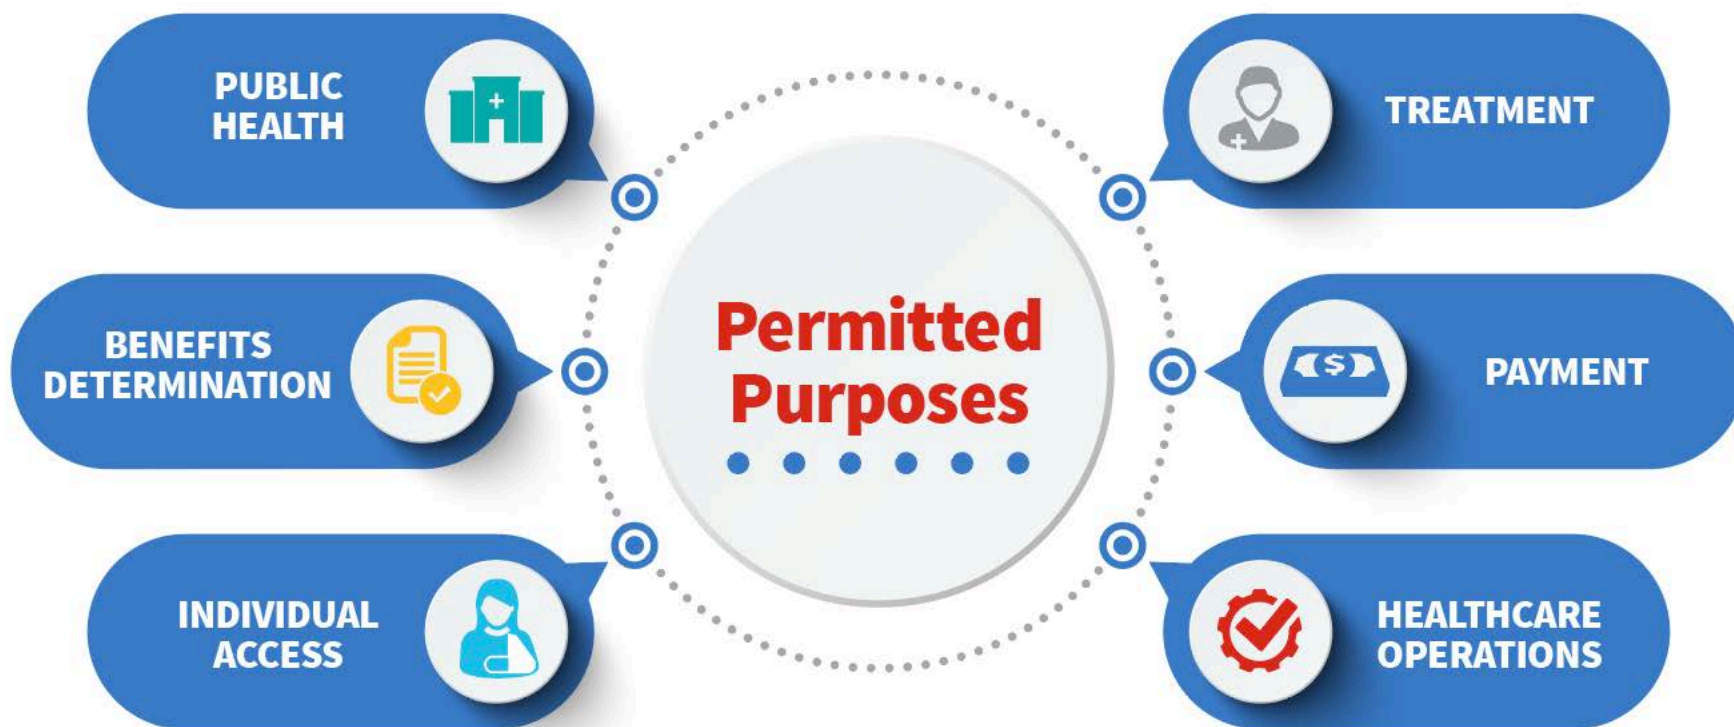 PUBLIC
HEALTH
BENEFITS
DETERMINATION
INDIVIDUAL
ACCESS
Permitted
Purposes
TREATMENT
$
PAYMENT
HEALTHCARE
OPERATIONS